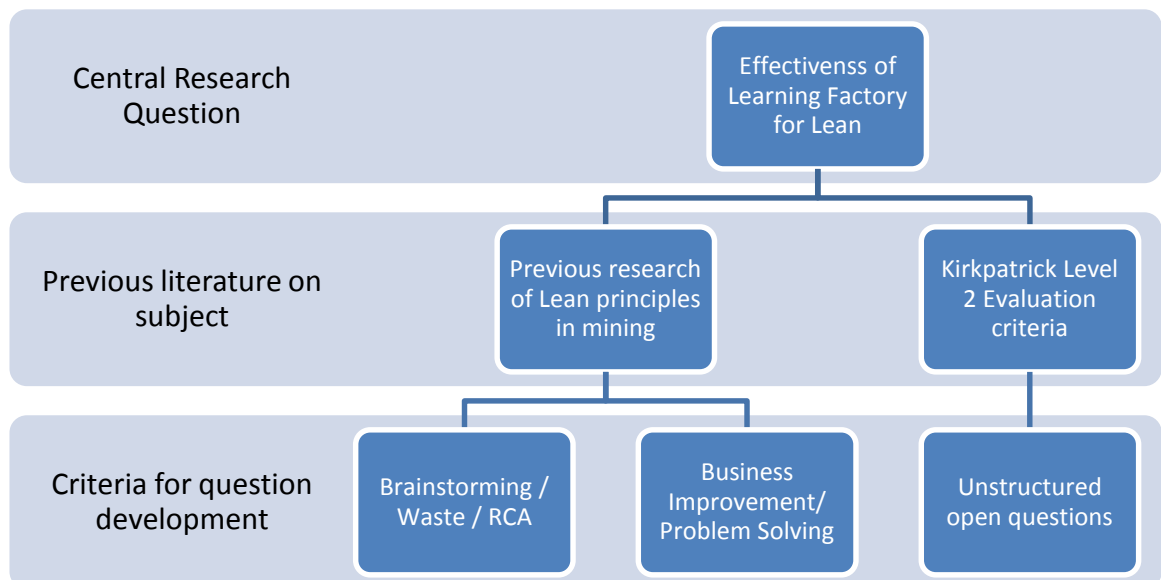 Central Research
Question
Effectivenss of
Learning Factory
for Lean
Previous literature on
subject
Previous research
of Lean principles
in mining
Kirkpatrick Level
2 Evaluation
criteria
Criteria for question
development
Brainstorming /
Waste / RCA
Business
Improvement/
Problem Solving
Unstructured
open questions